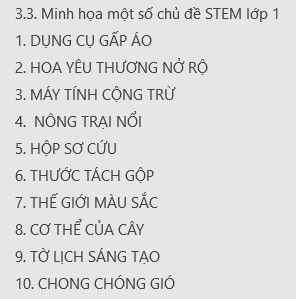 3.3. Minh họa một số chủ đề STEM lớp 1
1. DỤNG CỤ GẤP ÁO
2. HOA YÊU THƯƠNG NỞ RỘ
3. MÁY TÍNH CỘNG TRỪ
4.  NÔNG TRẠI NỔI
5. HỘP SƠ CỨU
6. THƯỚC TÁCH GỘP
7. THẾ GIỚI MÀU SẮC
8. CƠ THỂ CỦA CÂY
9. TỜ LỊCH SÁNG TẠO
10. CHONG CHÓNG GIÓ